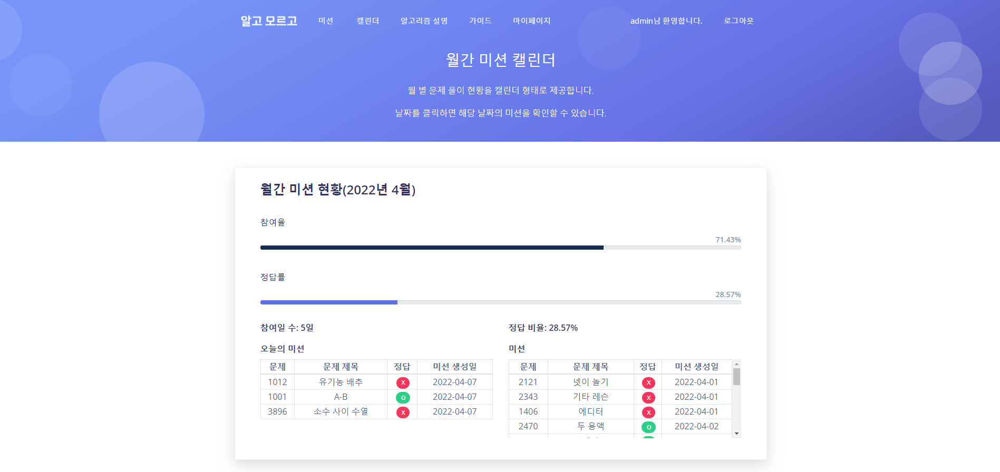 알고 모르고 미션 캘린더 알고리즘 설명 가이드 마이페이지 admin님 환영합니다. 로그아웃
월간 미션 캘린더
월 별 문제 풀이 현황을 캘린더 형태로 제공합니다.
날짜를 클릭하면 해당 날짜의 미션을 확인할 수 있습니다.
월간 미션 현황(2022년 4월)
참여율
71.43%
정답률
28.57%
참여일 수: 5일
오늘의 미션
문제 문제 제목 정답 미션 생성일
1012 유기농 배추 X 2022-04-07
1001 A-B O 2022-04-07
3896 소수 사이 수열 X 2022-04-07
정답 비율: 28.57%
미션
문제 문제 제목 정답 미션 생성일
2121 넷이 놀기 X 2022-04-01
2343 기타 레슨 X 2022-04-01
1406 에디터 X 2022-04-01
2470 두 용액 O 2022-04-02